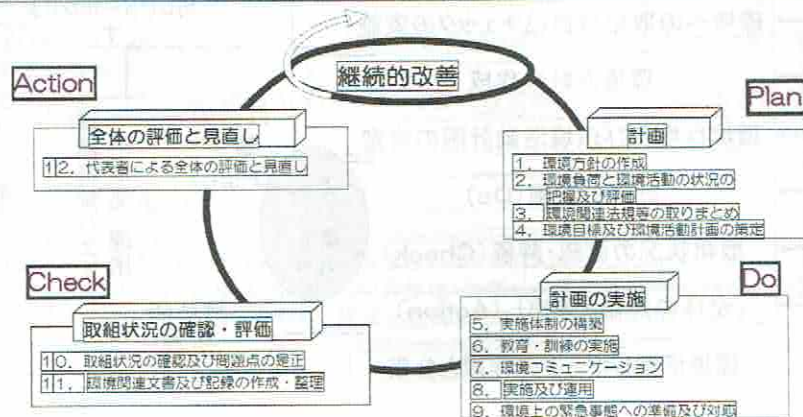 継続的改善
Action
全体の評価と見直し
12．代表者による全体の評価と見直し
Plan
計画
1．環境方針の作成
2．環境負荷と環境活動の状況の
把握及び評価
3．環境関連法規等の取りまとめ
4．環境目標及び環境活動計画の策定
Check
取組状況の確認・評価
10．取組状況の確認及び問題点の是正
11．環境関連文書及び記録の作成・整理
Do
計画の実施
5．実施体制の構築
6．教育・訓練の実施
7．環境コミュニケーション
8．実施及び運用
9．環境上の緊急事態への準備及び対応